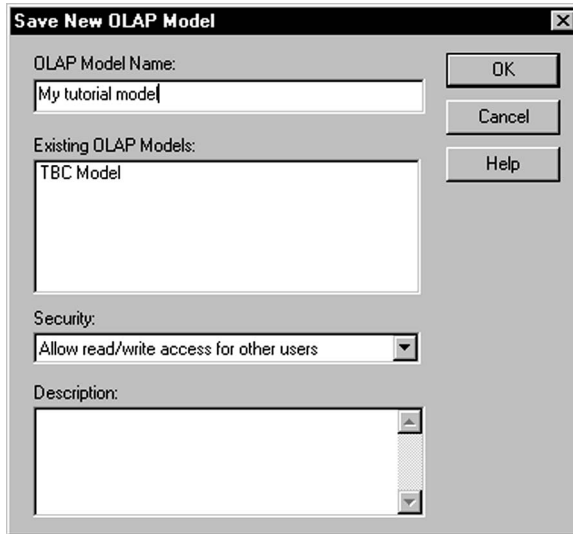 Save New OLAP Model
OLAP Model Name:
My tutorial model
OK
Cancel
Existing OLAP Models:
Help
TBC Model
Security:
Allow read/write access for other users
Description: